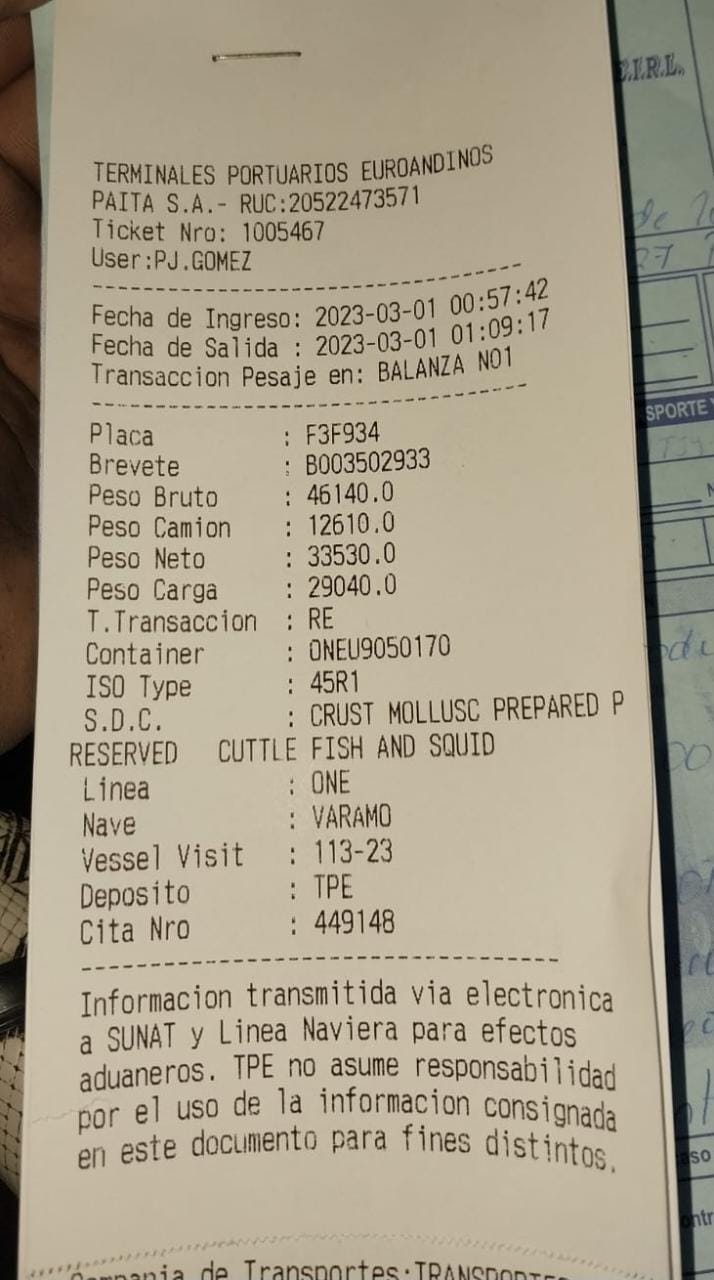 TERMINALES PORTUARIOS EUROANDINOS
PAITA S.A.- RUC:20522473571
Ticket Nro: 1005467
User:PJ.GOMEZ
--------------------------------
Fecha de Ingreso: 2023-03-01 00:57:42
Fecha de Salida : 2023-03-01 01:09:17
Transaccion Pesaje en: BALANZA NO1
--------------------------------
Placa : F3F934
Brevete : B003502933
Peso Bruto : 46140.0
Peso Camion : 12610.0
Peso Neto : 33530.0
Peso Carga : 29040.0
T.Transaccion : RE
Container : ONEU9050170
ISO Type : 45R1
S.D.C. : CRUST MOLLUSC PREPARED P
RESERVED CUTTLE FISH AND SQUID
Linea : ONE
Nave : VARAMO
Vessel Visit : 113-23
Deposito : TPE
Cita Nro : 449148
--------------------------------
Informacion transmitida via electronica
a SUNAT y Linea Naviera para efectos
aduaneros. TPE no asume responsabilidad
por el uso de la informacion consignada
en este documento para fines distintos.
de Transportes:
E.I.R.L.
SPORTE